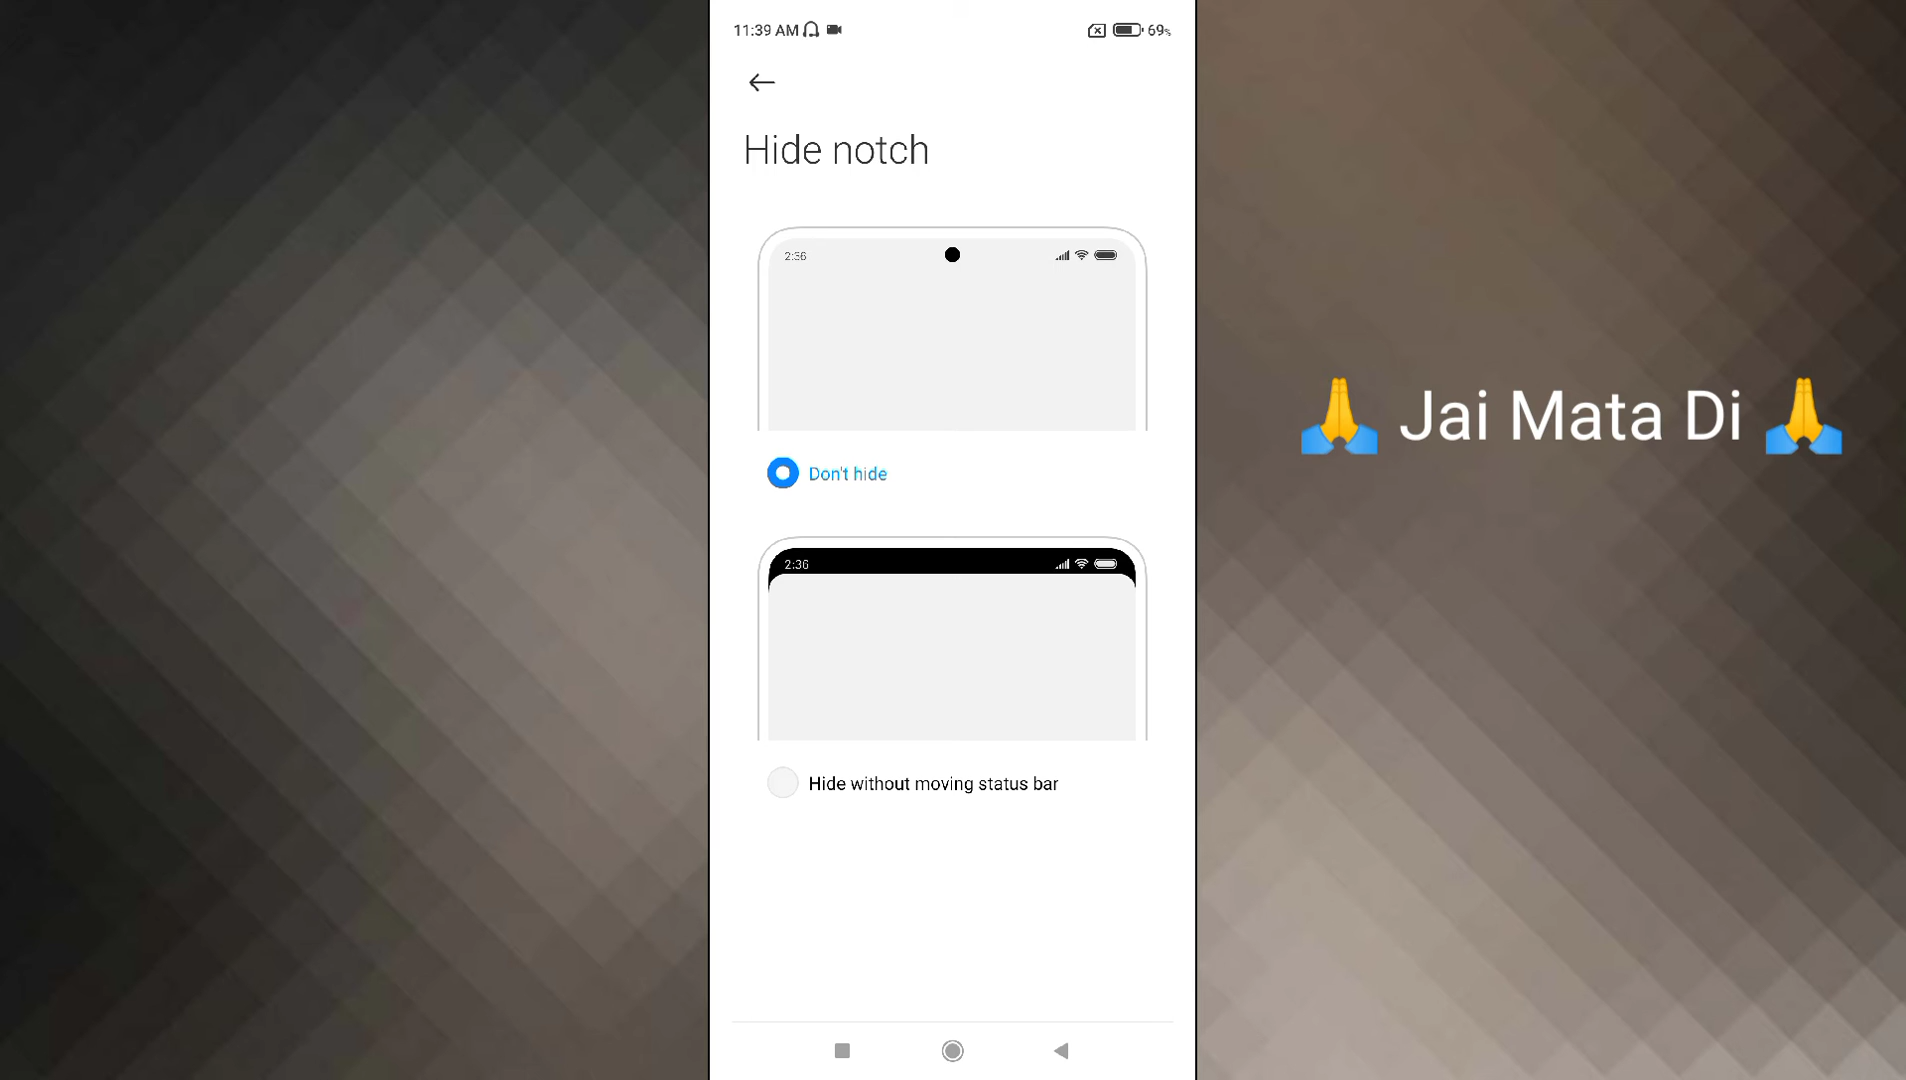 11:39 AM 69%
Hide notch
2:36
Don't hide
2:36
Hide without moving status bar
🙏 Jai Mata Di 🙏